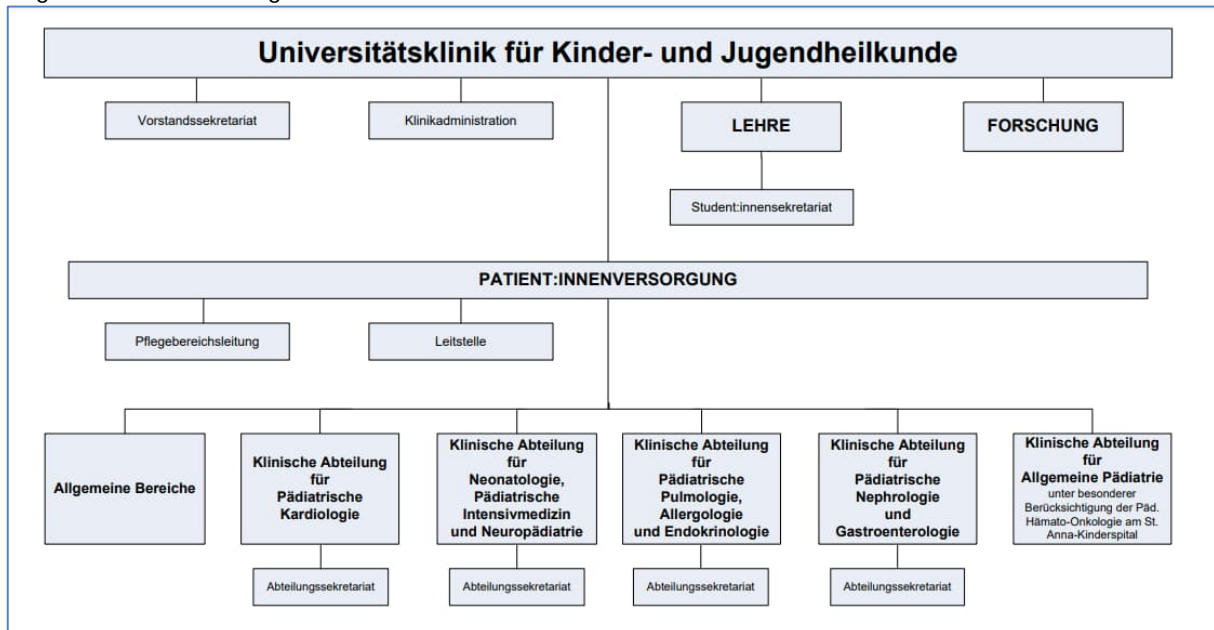 Universitätsklinik für Kinder- und Jugendheilkunde
Vorstandssekretariat
Klinikadministration
LEHRE
FORSCHUNG
Student:innensekretariat
PATIENT:INNENVERSORGUNG
Pflegebereichsleitung
Leitstelle
Allgemeine Bereiche
Klinische Abteilung
für
Pädiatrische
Kardiologie
Klinische Abteilung
für
Neonatologie,
Pädiatrische
Intensivmedizin
und Neuropädiatrie
Klinische Abteilung
für
Pädiatrische
Pulmologie,
Allergologie
und Endokrinologie
Klinische Abteilung
für
Pädiatrische
Nephrologie
und
Gastroenterologie
Klinische Abteilung
für
Allgemeine Pädiatrie
unter besonderer
Berücksichtigung der Päd.
Hämato-Onkologie am St.
Anna-Kinderspital
Abteilungssekretariat
Abteilungssekretariat
Abteilungssekretariat
Abteilungssekretariat